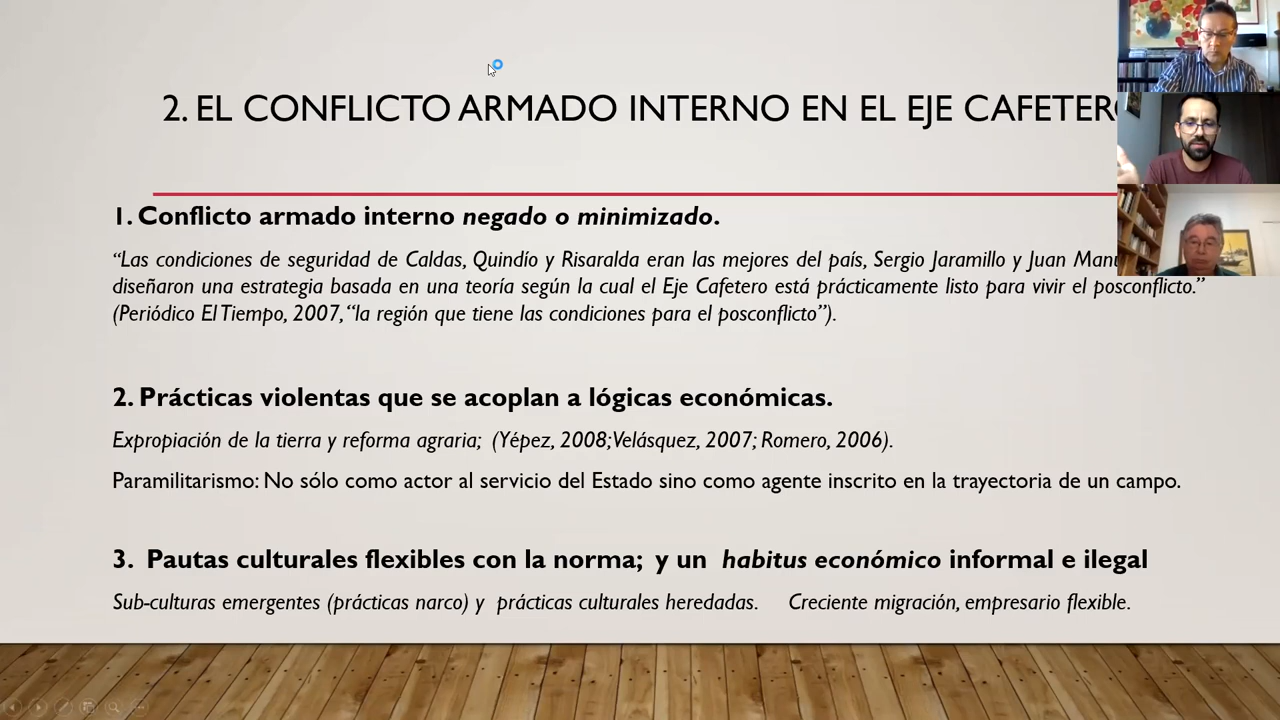 2. EL CONFLICTO ARMADO INTERNO EN EL EJE
1. Conflicto armado interno negado o minimizado.
“Las condiciones de seguridad de Caldas, Quindío y Risaralda eran las mejores del país, Sergio Jaramillo y Juan
diseñaron una estrategia basada en una teoría según la cual el Eje Cafetero está prácticamente listo para vivir el posconflicto.”
(Periódico El Tiempo, 2007, “la región que tiene las condiciones para el posconflicto”).
2. Prácticas violentas que se acoplan a lógicas económicas.
Expropiación de la tierra y reforma agraria; (Yépez, 2008; Velásquez, 2007; Romero, 2006).
Paramilitarismo: No sólo como actor al servicio del Estado sino como agente inscrito en la trayectoria de un campo.
3. Pautas culturales flexibles con la norma; y un habitus económico informal e ilegal
Sub-culturas emergentes (prácticas narco) y prácticas culturales heredadas. Creciente migración, empresario flexible.